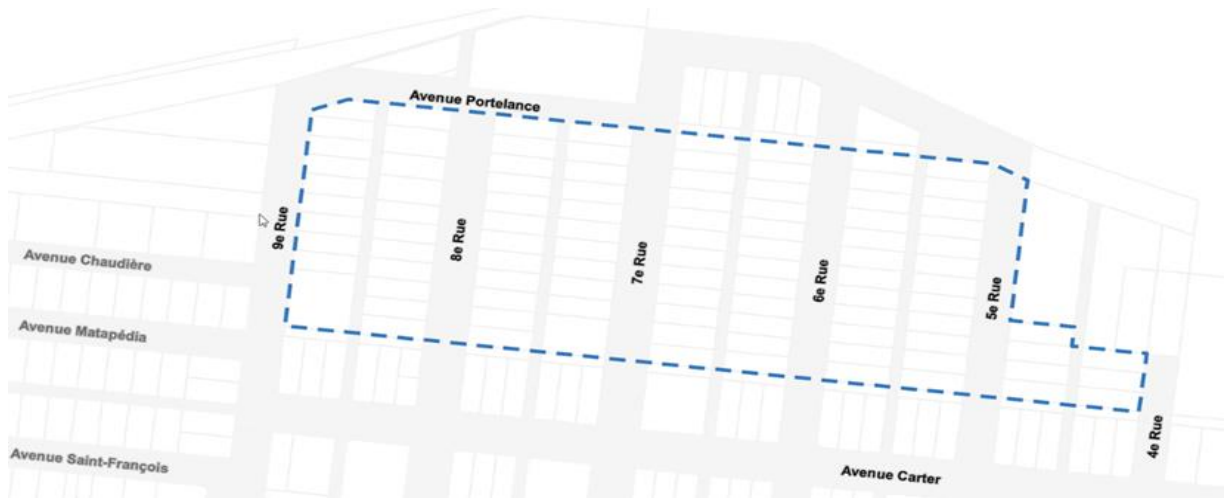 Avenue Portelance
9e Rue
8e Rue
7e Rue
6e Rue
5e Rue
4e Rue
Avenue Chaudière
Avenue Matapédia
Avenue Saint-François
Avenue Carter